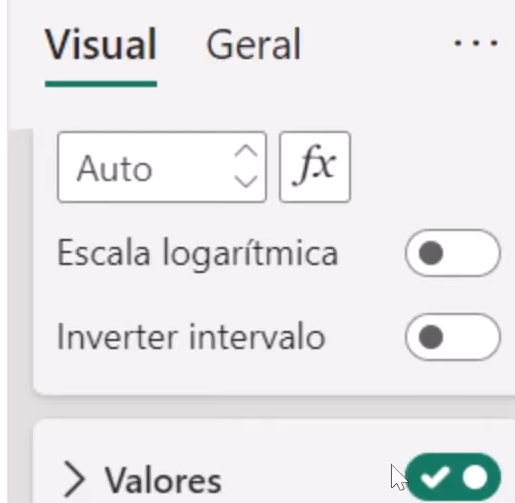 Visual Geral ...
Auto fx
Escala logarítmica
Inverter intervalo
Valores